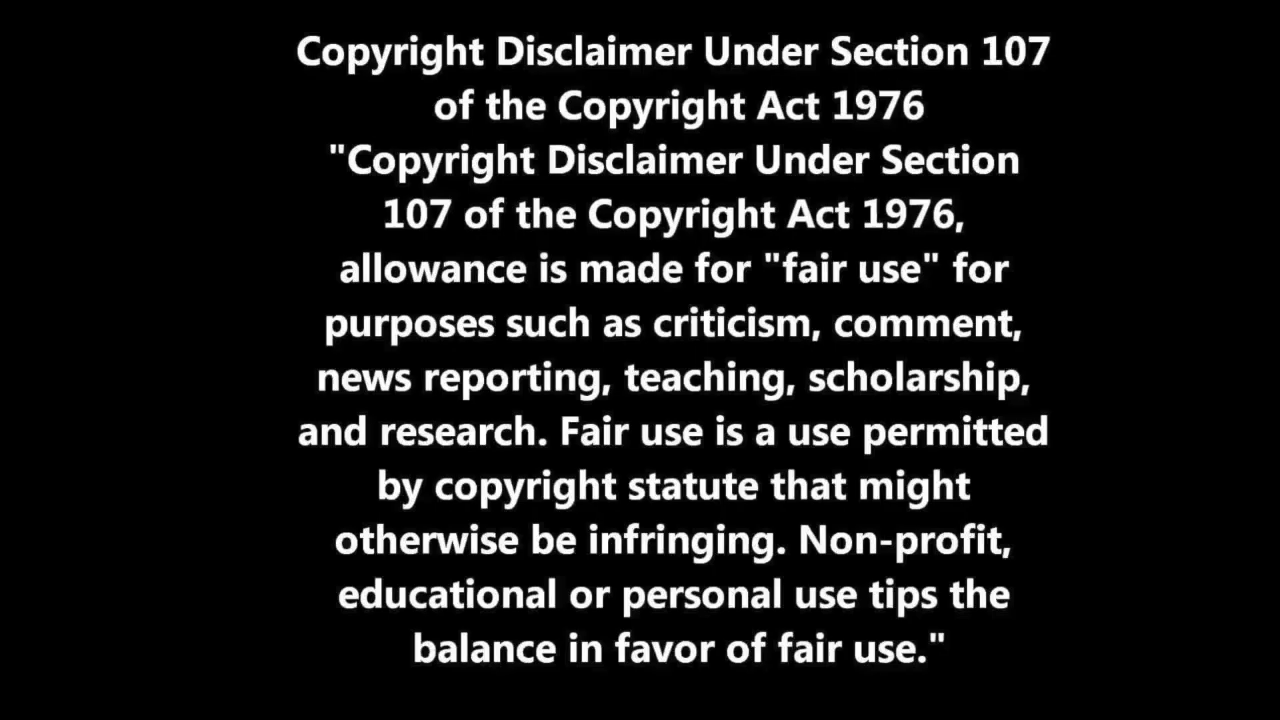 Copyright Disclaimer Under Section 107
of the Copyright Act 1976
"Copyright Disclaimer Under Section
107 of the Copyright Act 1976,
allowance is made for "fair use" for
purposes such as criticism, comment,
news reporting, teaching, scholarship,
and research. Fair use is a use permitted
by copyright statute that might
otherwise be infringing. Non-profit,
educational or personal use tips the
balance in favor of fair use."